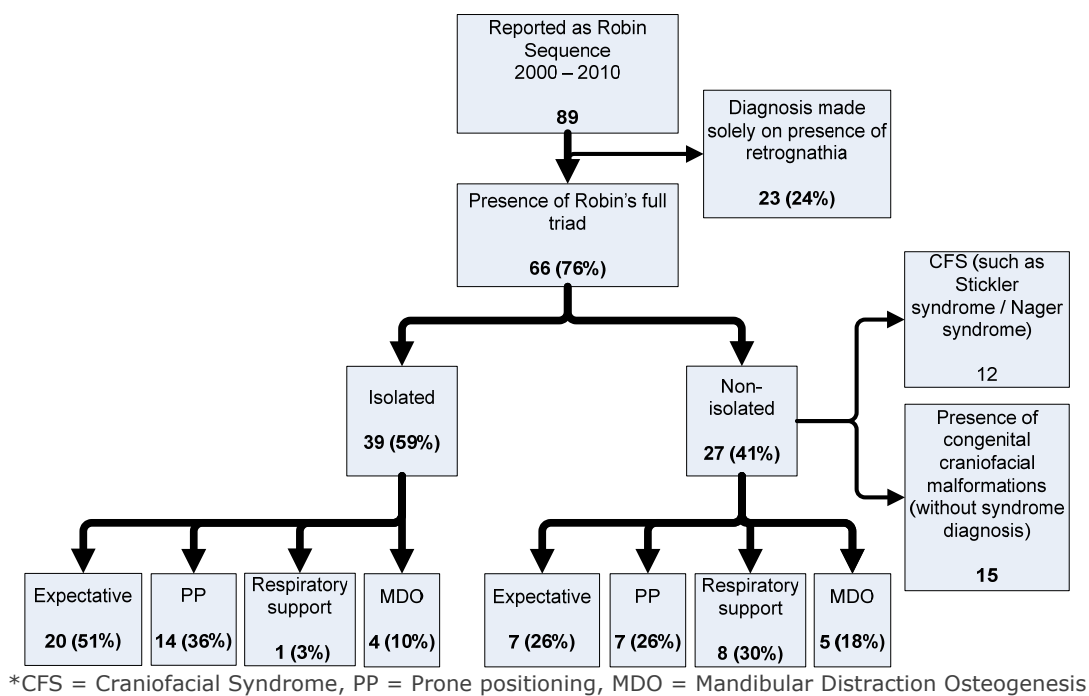 Reported as Robin
Sequence
2000 – 2010
89
Diagnosis made
solely on presence of
retrognathia
23 (24%)
Presence of Robin's full
triad
66 (76%)
CFS (such as
Stickler
syndrome / Nager
syndrome)
12
Isolated
39 (59%)
Non-
isolated
27 (41%)
Presence of
congenital
craniofacial
malformations
(without syndrome
diagnosis)
15
Expectative
20 (51%)
PP
14 (36%)
Respiratory
support
1 (3%)
MDO
4 (10%)
Expectative
7 (26%)
PP
7 (26%)
Respiratory
support
8 (30%)
MDO
5 (18%)
*CFS = Craniofacial Syndrome, PP = Prone positioning, MDO = Mandibular Distraction Osteogenesis